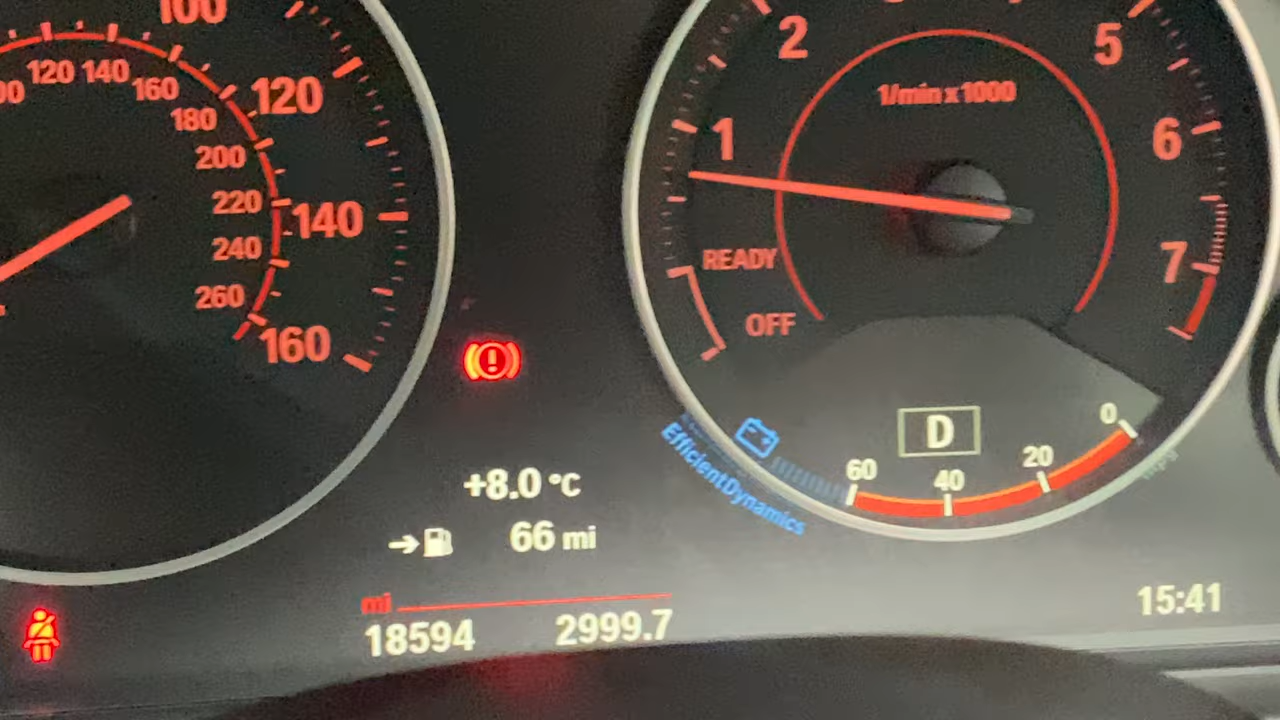 100
120 140
160
180
200
220
240
260
120
140
160
+8.0 °C
66 mi
mi
18594 2999.7
1/min x 1000
1
2
5
6
7
READY
OFF
D
60 40 20 0
EfficientDynamics
15:41